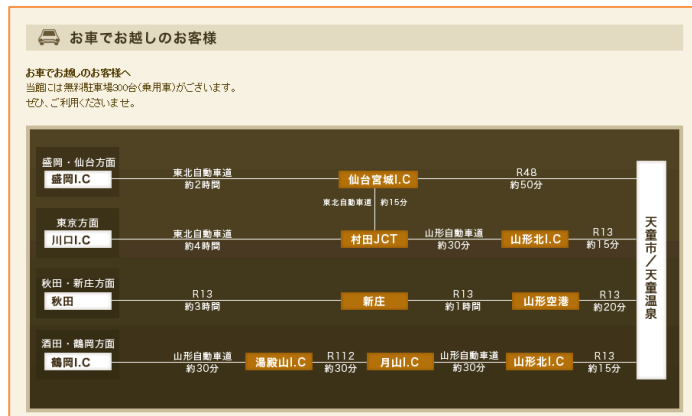 お車でお越しのお客様
お車でお越しのお客様へ
当館には無料駐車場300台(乗用車)がございます。
ぜひ、ご利用くださいませ。
盛岡・仙台方面
盛岡I.C
東北自動車道
約2時間
仙台宮城I.C
R48
約50分
東北自動車道 約15分
東京方面
川口I.C
東北自動車道
約4時間
村田JCT
山形自動車道
約30分
山形北I.C
R13
約15分
秋田・新庄方面
秋田
R13
約3時間
新庄
R13
約1時間
山形空港
R13
約20分
酒田・鶴岡方面
鶴岡I.C
山形自動車道
約30分
湯殿山I.C
R112
約30分
月山I.C
山形自動車道
約30分
山形北I.C
R13
約15分
天童市/天童温泉